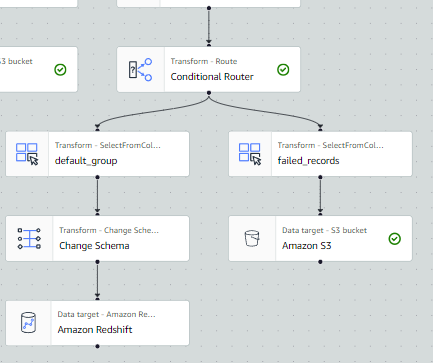 S3 bucket
Transform - Route
Conditional Router
Transform - SelectFromCol...
default_group
Transform - SelectFromCol...
failed_records
Transform - Change Sche...
Change Schema
Data target - S3 bucket
Amazon S3
Data target - Amazon Re...
Amazon Redshift